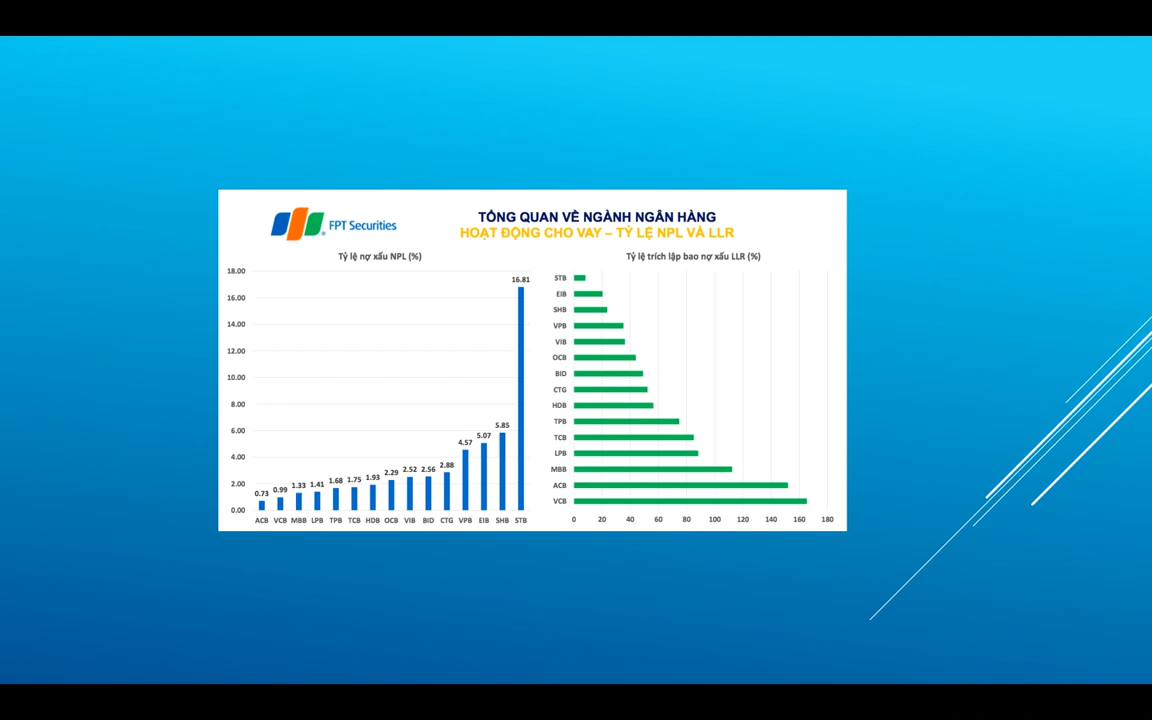 FPT Securities
TỔNG QUAN VỀ NGÀNH NGÂN HÀNG
HOẠT ĐỘNG CHO VAY – TỶ LỆ NPL VÀ LLR
Tỷ lệ nợ xấu NPL (%)
18.00
16.00
14.00
12.00
10.00
8.00
6.00
4.00
2.00
0.00
0.73 0.99 1.33 1.41 1.68 1.75 1.93 2.29 2.52 2.56 2.88 4.57 5.07 5.85 16.81
ACB VCB MBB LPB TPB TCB HDB OCB VIB BID CTG VPB EIB SHB STB
Tỷ lệ trích lập bao nợ xấu LLR (%)
STB
EIB
SHB
VPB
VIB
OCB
BID
CTG
HDB
TPB
TCB
LPB
MBB
ACB
VCB
0 20 40 60 80 100 120 140 160 180